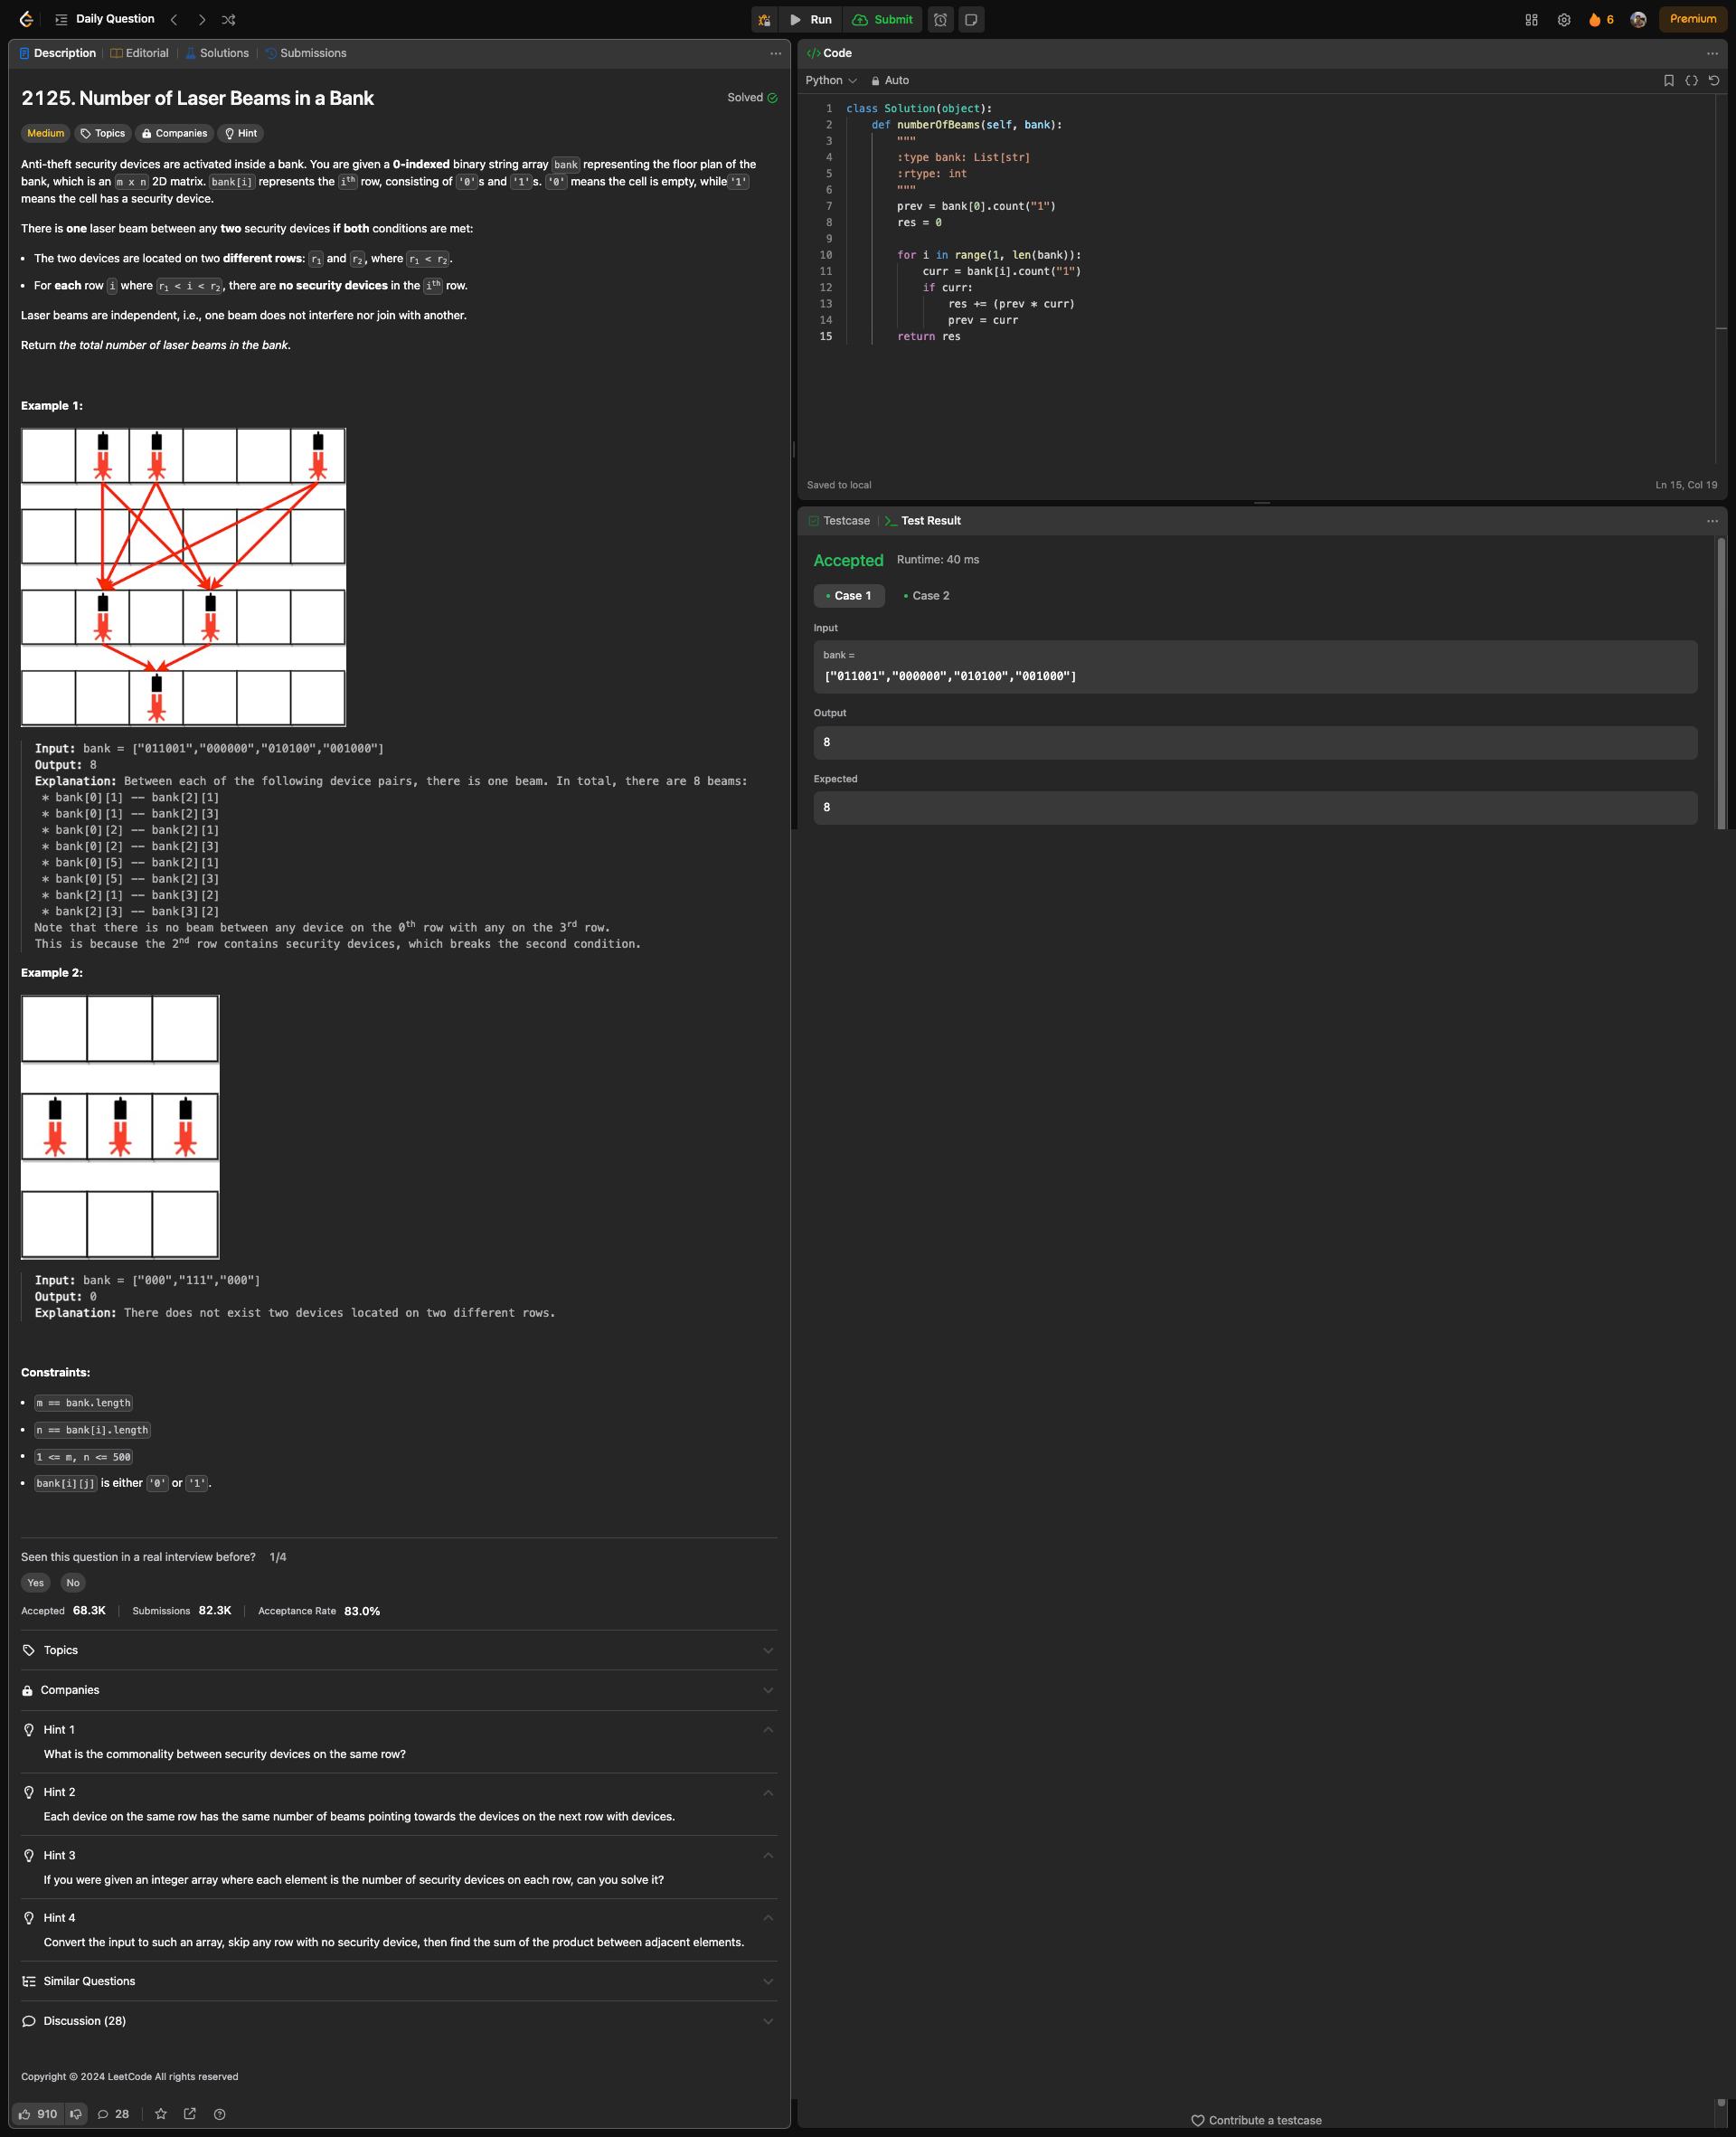 Daily Question
Run
Submit
6
Premium
Description
Editorial
Solutions
Submissions
2125. Number of Laser Beams in a Bank
Solved
Medium
Topics
Companies
Hint
Anti-theft security devices are activated inside a bank. You are given a 0-indexed binary string array bank representing the floor plan of the
bank, which is an m x n 2D matrix. bank[i] represents the ith row, consisting of '0's and '1's. '0' means the cell is empty, while'1'
means the cell has a security device.
There is one laser beam between any two security devices if both conditions are met:
• The two devices are located on two different rows: r1 and r2, where r1 < r2.
• For each row i where r1 < i < r2, there are no security devices in the ith row.
Laser beams are independent, i.e., one beam does not interfere nor join with another.
Return the total number of laser beams in the bank.
Example 1:
Input: bank = ["011001","000000","010100","001000"]
Output: 8
Explanation: Between each of the following device pairs, there is one beam. In total, there are 8 beams:
* bank[0][1] -- bank[2][1]
* bank[0][1] -- bank[2][3]
* bank[0][2] -- bank[2][1]
* bank[0][2] -- bank[2][3]
* bank[0][5] -- bank[2][1]
* bank[0][5] -- bank[2][3]
* bank[2][1] -- bank[3][2]
* bank[2][3] -- bank[3][2]
Note that there is no beam between any device on the 0th row with any on the 3rd row.
This is because the 2nd row contains security devices, which breaks the second condition.
Example 2:
Input: bank = ["000","111","000"]
Output: 0
Explanation: There does not exist two devices located on two different rows.
Constraints:
• m == bank.length
• n == bank[i].length
• 1 <= m, n <= 500
• bank[i][j] is either '0' or '1'.
Seen this question in a real interview before? 1/4
Yes
No
Accepted 68.3K
Submissions 82.3K
Acceptance Rate 83.0%
Topics
Companies
Hint 1
What is the commonality between security devices on the same row?
Hint 2
Each device on the same row has the same number of beams pointing towards the devices on the next row with devices.
Hint 3
If you were given an integer array where each element is the number of security devices on each row, can you solve it?
Hint 4
Convert the input to such an array, skip any row with no security device, then find the sum of the product between adjacent elements.
Similar Questions
Discussion (28)
Copyright © 2024 LeetCode All rights reserved
910
28
</> Code
Python
Auto
1 class Solution(object):
2 def numberOfBeams(self, bank):
3 """
4 :type bank: List[str]
5 :rtype: int
6 """
7 prev = bank[0].count("1")
8 res = 0
9
10 for i in range(1, len(bank)):
11 curr = bank[i].count("1")
12 if curr:
13 res += (prev * curr)
14 prev = curr
15 return res
Saved to local
Ln 15, Col 19
Testcase
>_ Test Result
Accepted
Runtime: 40 ms
• Case 1
• Case 2
Input
bank =
["011001","000000","010100","001000"]
Output
8
Expected
8
Contribute a testcase